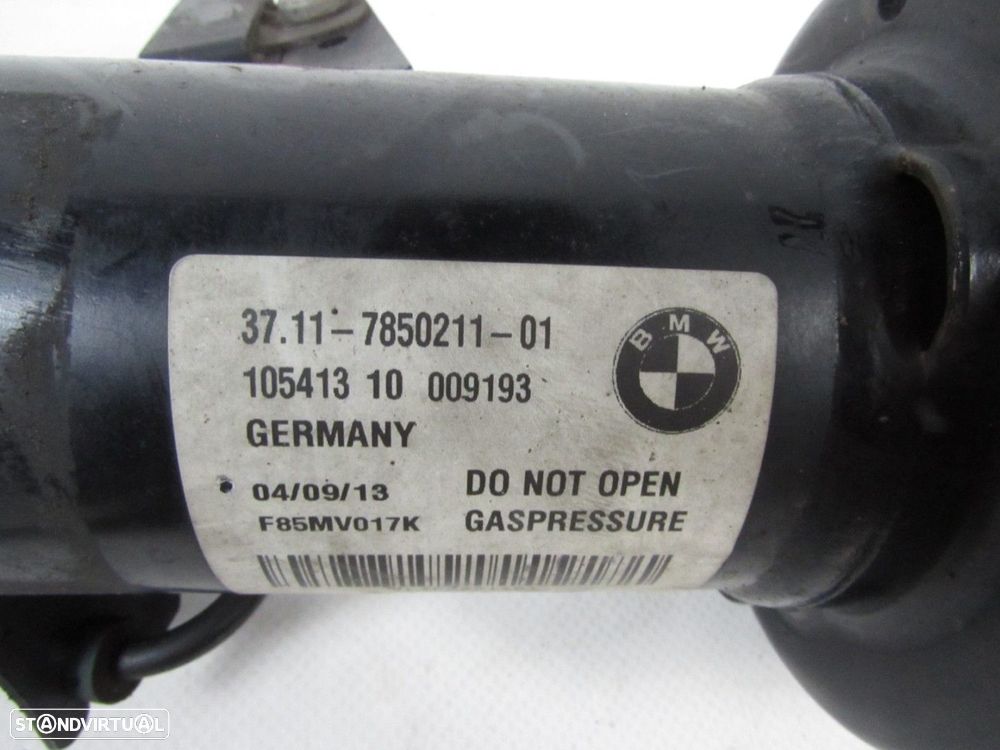 37.11-7850211-01
BMW
105413 10 009193
GERMANY
04/09/13 DO NOT OPEN
F85MV017K GASPRESSURE
STANDVIRTUAL